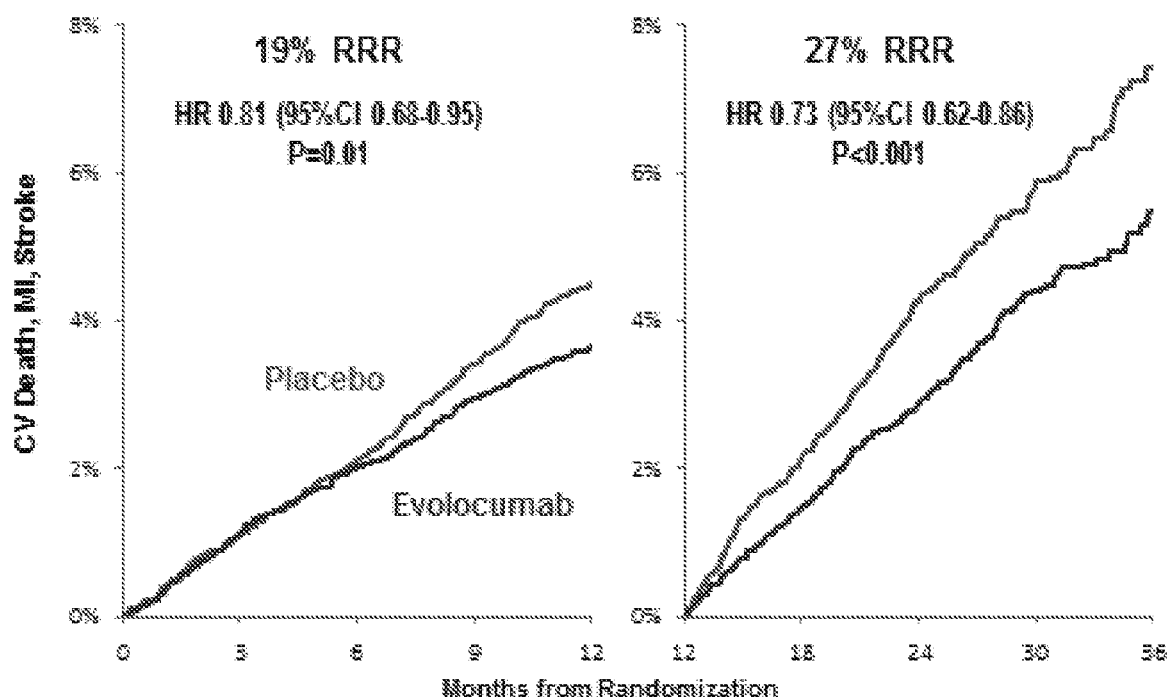 8%
6%
4%
2%
0%
CV Death, MI, Stroke
19% RRR
HR 0.81 (95%CI 0.68-0.95)
P=0.01
Placebo
Evolocumab
0 3 6 9 12
8%
6%
4%
2%
0%
27% RRR
HR 0.73 (95%CI 0.62-0.86)
P<0.001
12 18 24 30 36
Months from Randomization